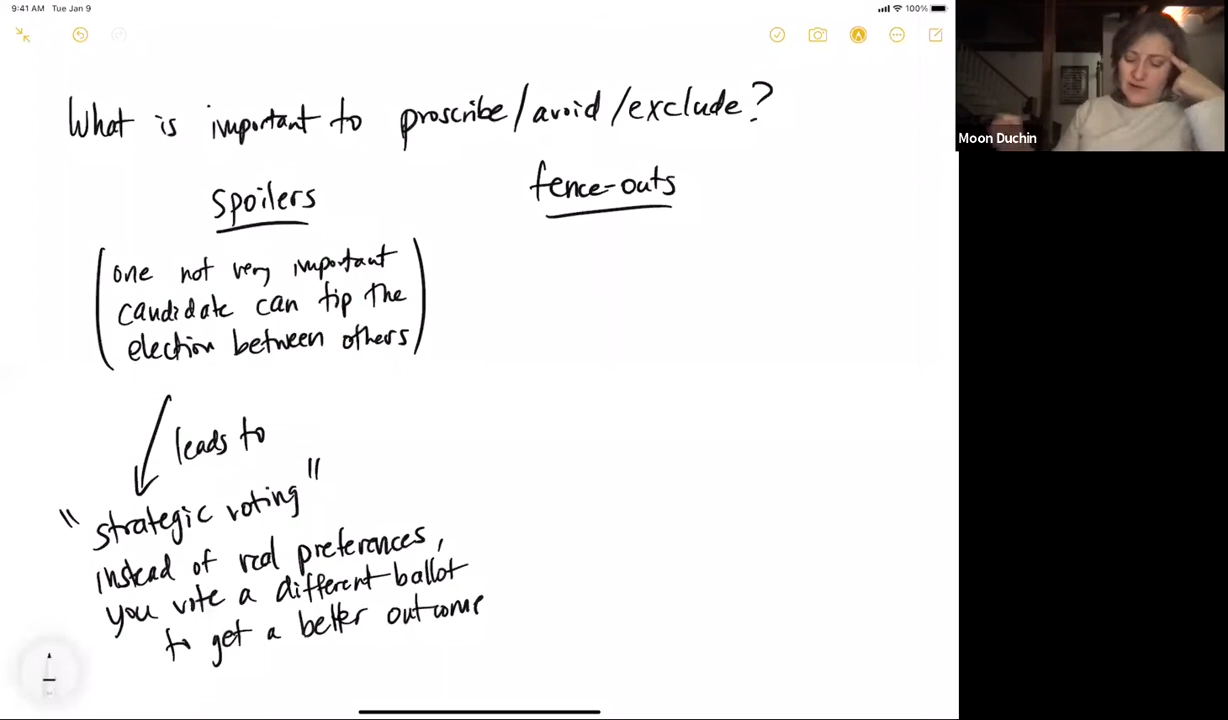 9:41 AM Tue Jan 9
100%
What is important to proscribe/avoid/exclude?
Moon Duchin
spoilers
fence-outs
(one not very important
candidate can tip the
election between others)
leads to
"strategic voting"
instead of real preferences,
you vote a different ballot
to get a better outcome